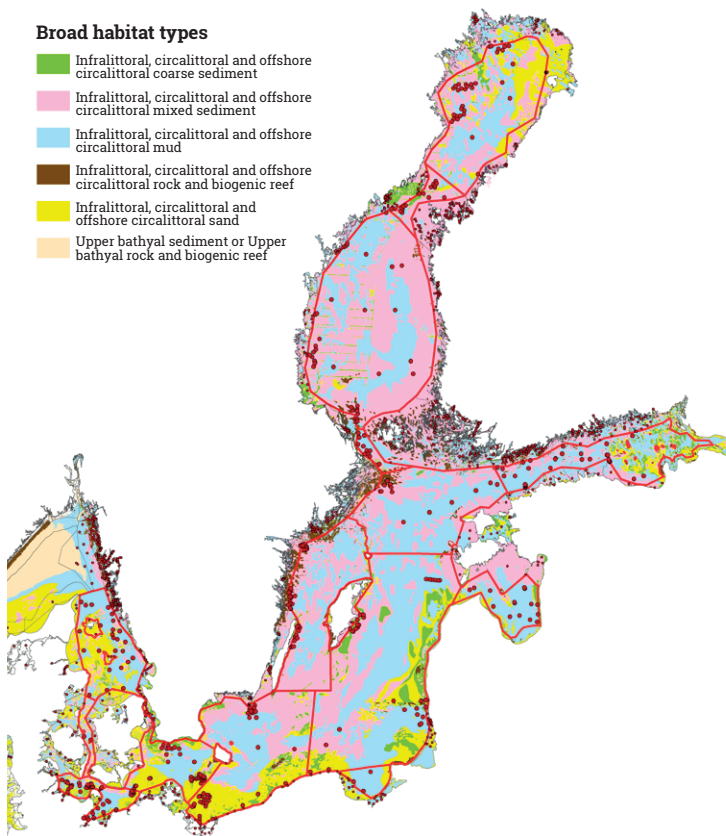 Broad habitat types
Infralittoral, circalittoral and offshore
circalittoral coarse sediment
Infralittoral, circalittoral and offshore
circalittoral mixed sediment
Infralittoral, circalittoral and offshore
circalittoral mud
Infralittoral, circalittoral and offshore
circalittoral rock and biogenic reef
Infralittoral, circalittoral and
offshore circalittoral sand
Upper bathyal sediment or Upper
bathyal rock and biogenic reef